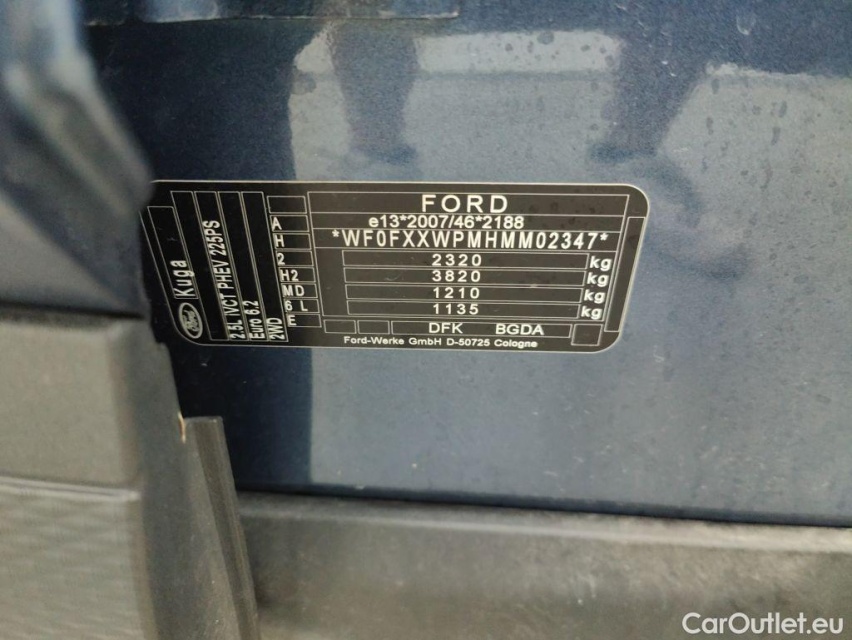 FORD
e13*2007/46*2188
*WF0FXXWPMHMM02347*
2320 kg
3820 kg
1210 kg
1135 kg
DFK BGDA
Ford-Werke GmbH D-50725 Cologne
A
H
2
H2
MD
6 L
E
Ford Kuga
2.5L IVCT PHEV 225PS
Euro 6.2
2WD
CarOutlet.eu